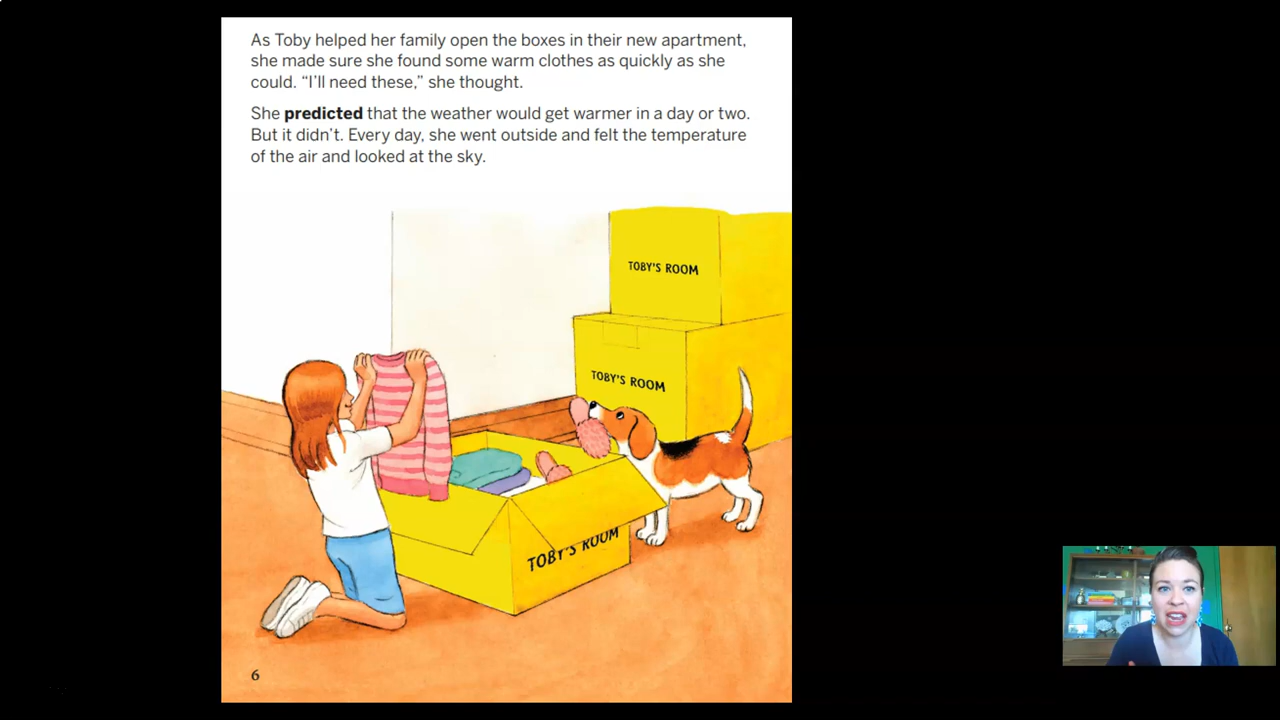 As Toby helped her family open the boxes in their new apartment,
she made sure she found some warm clothes as quickly as she
could. “I’ll need these,” she thought.
She predicted that the weather would get warmer in a day or two.
But it didn’t. Every day, she went outside and felt the temperature
of the air and looked at the sky.
TOBY'S ROOM
TOBY'S ROOM
TOBY'S ROOM
6